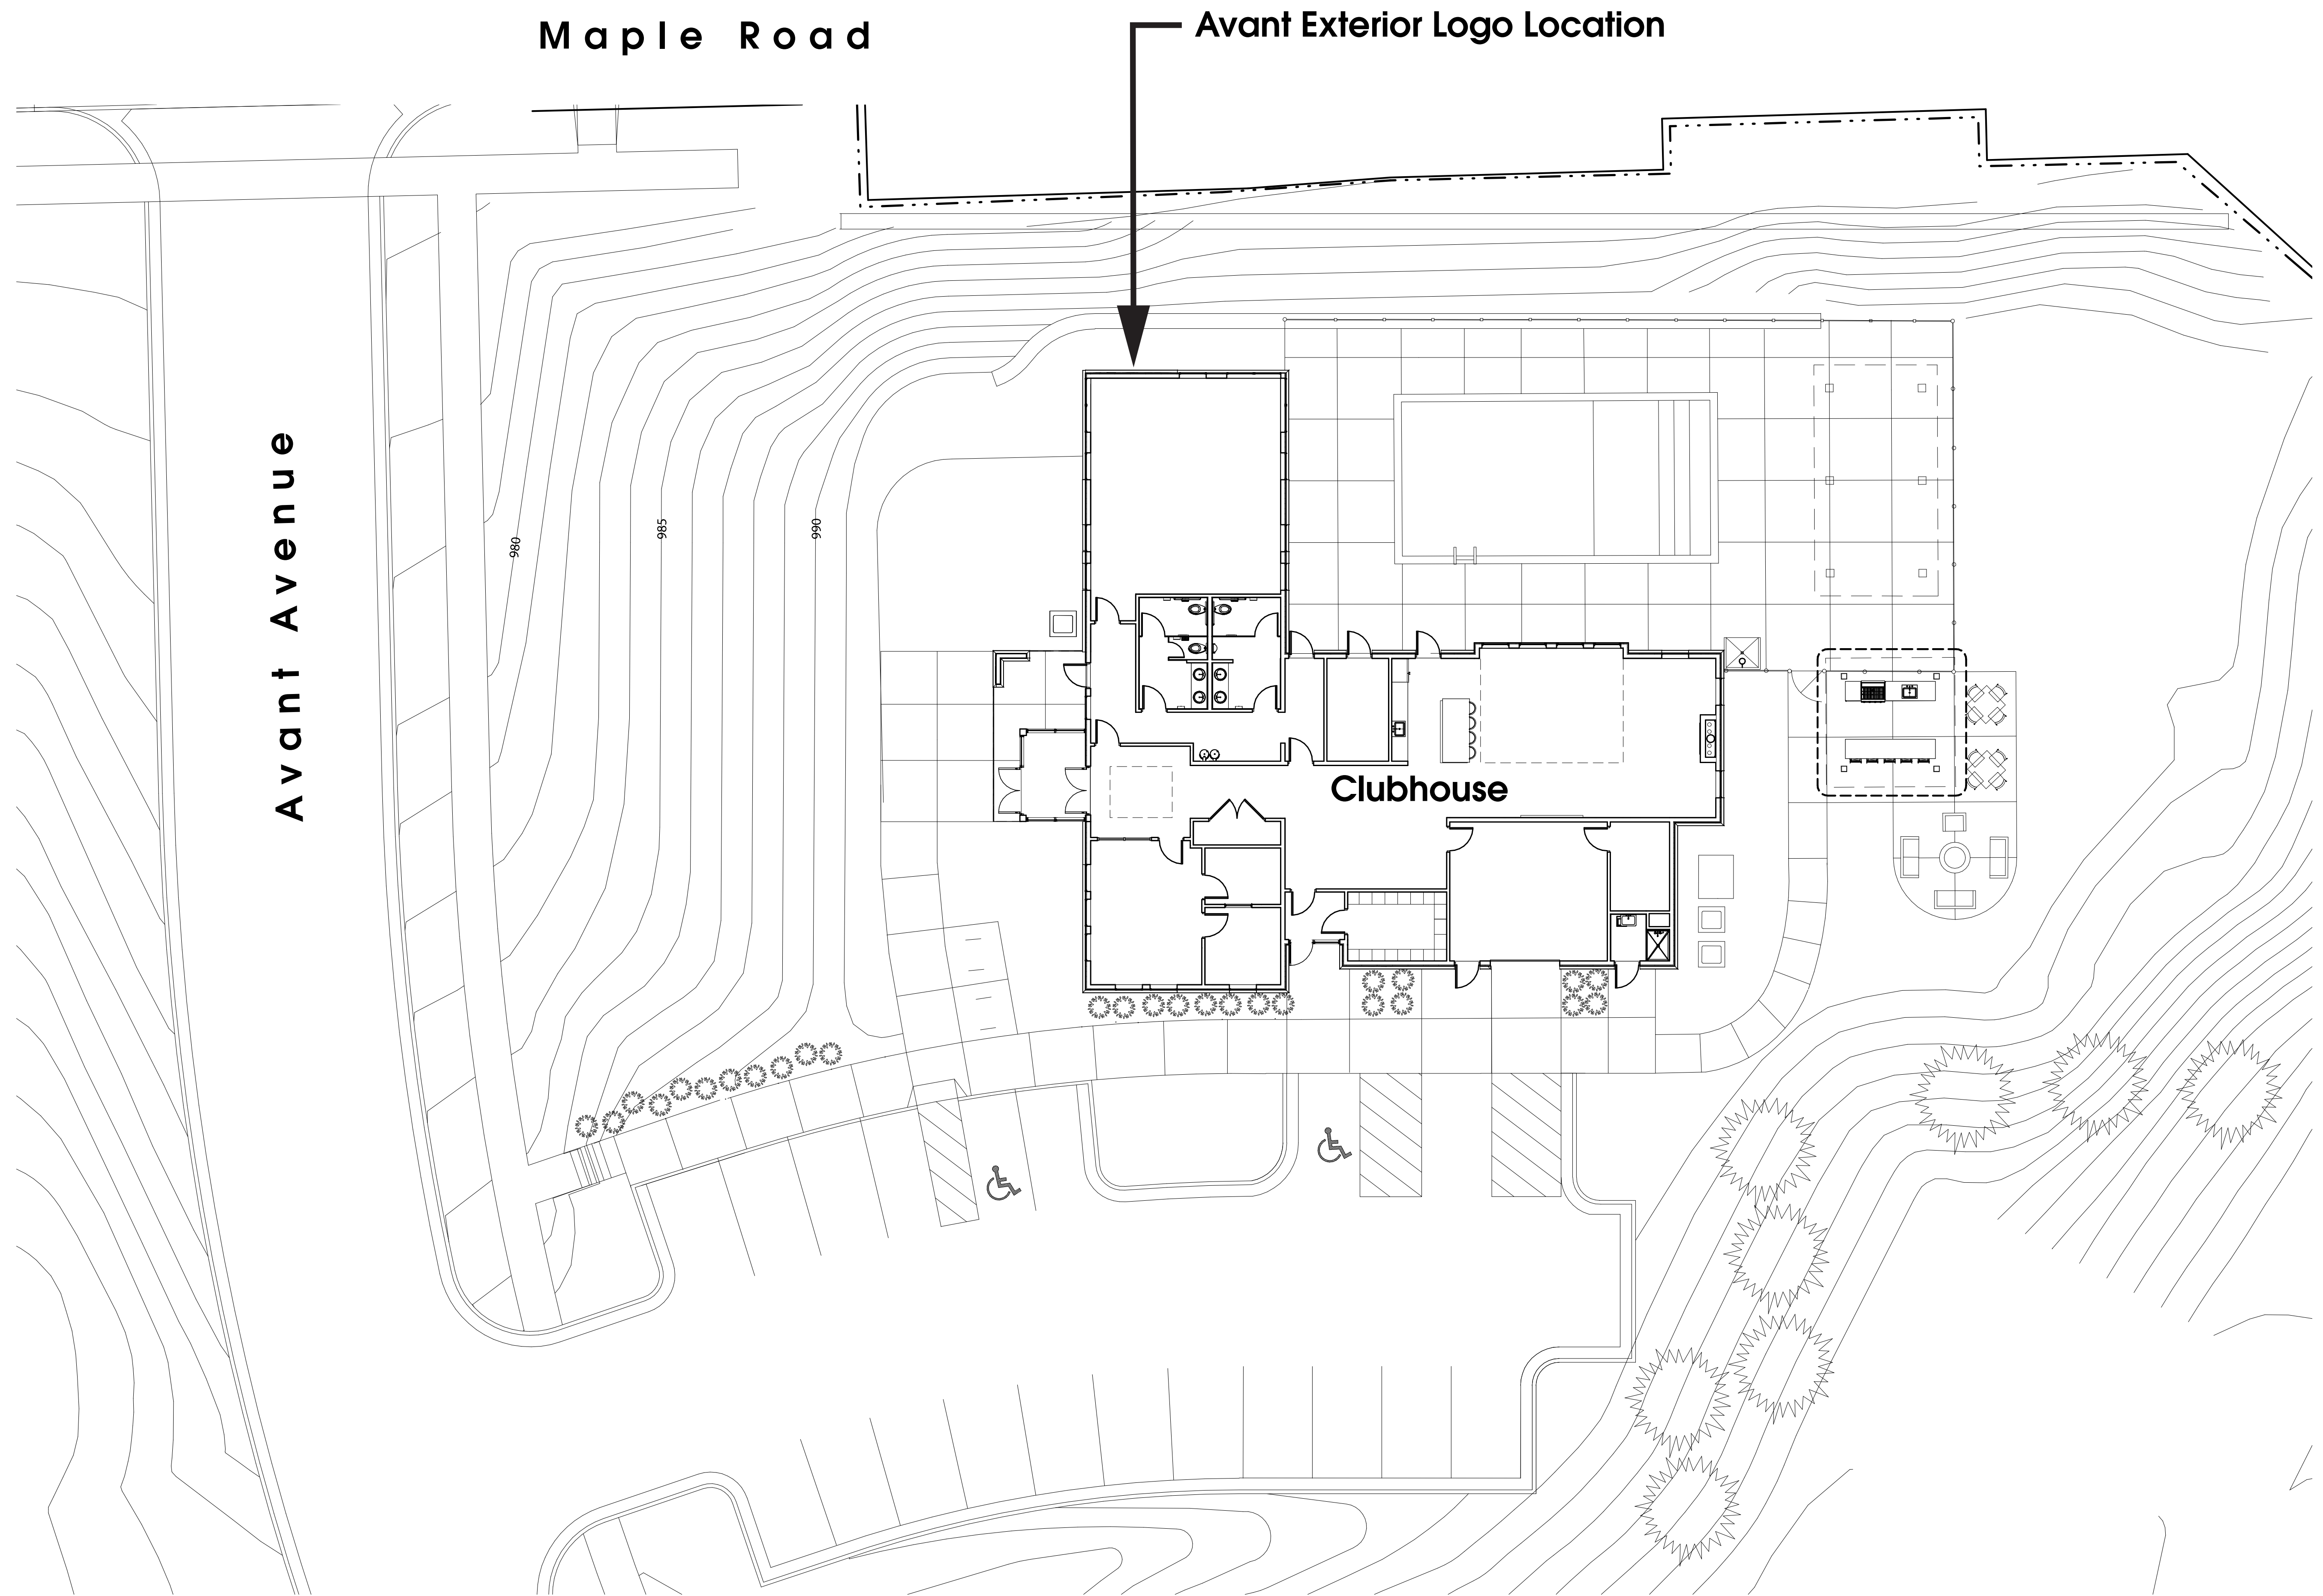 Maple Road
Avant Exterior Logo Location
Avant Avenue
980
985
990
Clubhouse